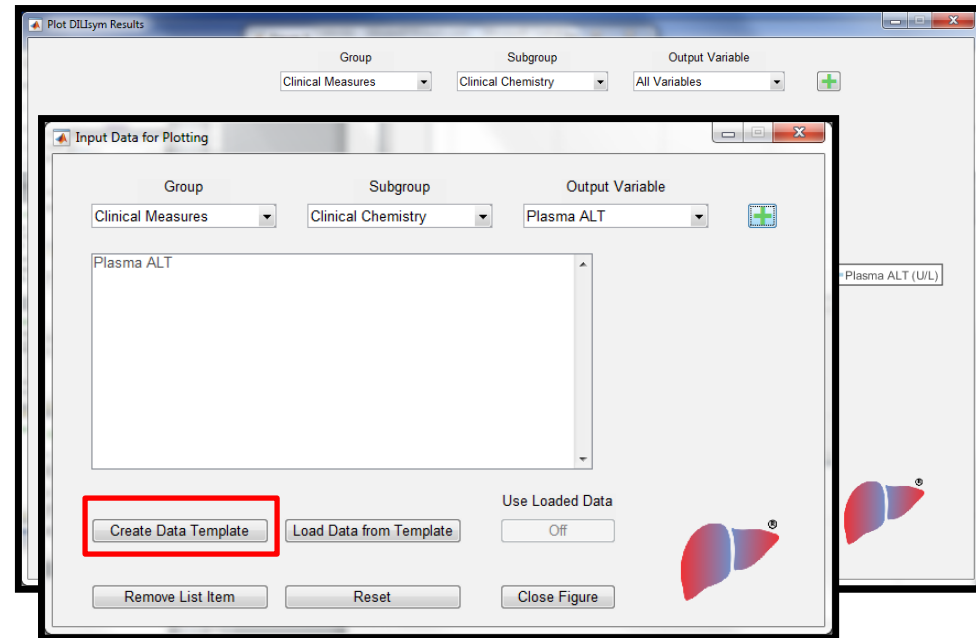 Plot DILIsym Results
Group Subgroup Output Variable
Clinical Measures Clinical Chemistry All Variables
Input Data for Plotting
Group Subgroup Output Variable
Clinical Measures Clinical Chemistry Plasma ALT
Plasma ALT
Plasma ALT (U/L)
Use Loaded Data
Create Data Template Load Data from Template Off
®
®
Remove List Item Reset Close Figure